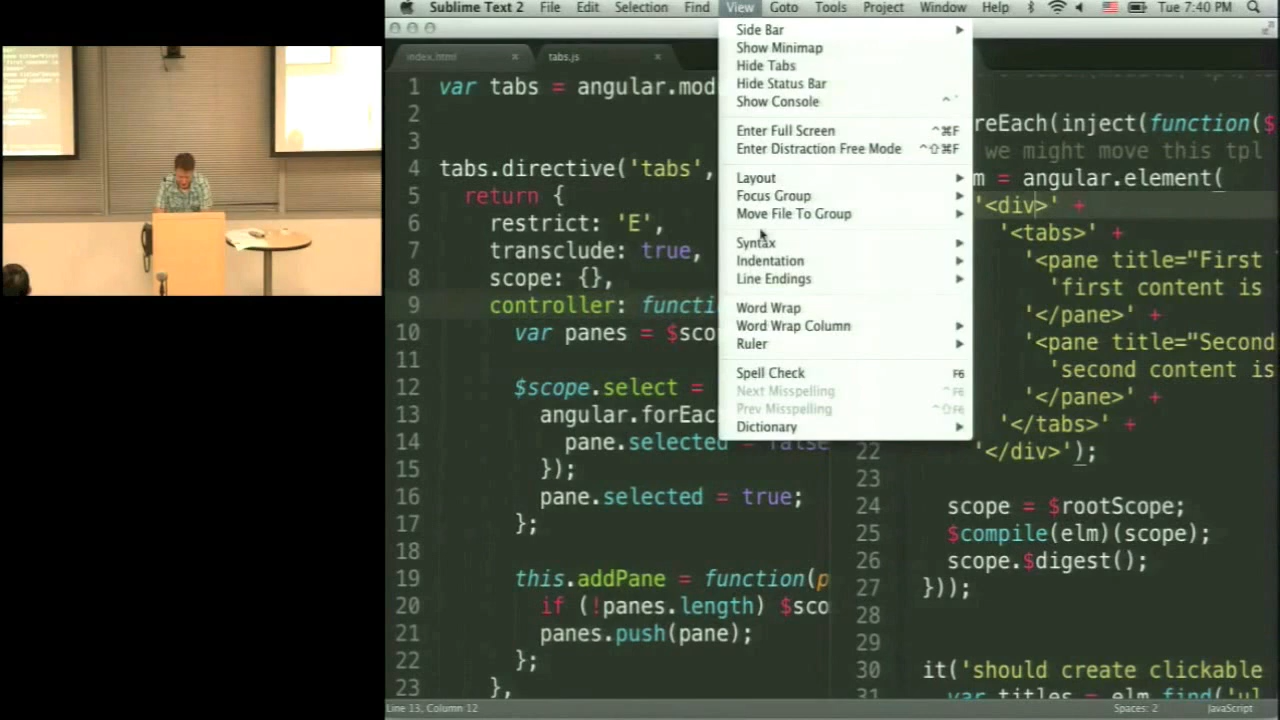 Sublime Text 2 File Edit Selection Find View Goto Tools Project Window Help Tue 7:40 PM
index.html
tabs.js
1 var tabs = angular.mod
2
3
4 tabs.directive('tabs',
5 return {
6 restrict: 'E',
7 transclude: true,
8 scope: {},
9 controller: functi
10 var panes = $sco
11
12 $scope.select =
13 angular.forEac
14 pane.selected = false
15 });
16 pane.selected = true;
17 };
18
19 this.addPane = function(p
20 if (!panes.length) $sco
21 panes.push(pane);
22 };
23 },
Side Bar
Show Minimap
Hide Tabs
Hide Status Bar
Show Console ^`
Enter Full Screen ^⌘F
Enter Distraction Free Mode ^⇧⌘F
Layout
Focus Group
Move File To Group
Syntax
Indentation
Line Endings
Word Wrap
Word Wrap Column
Ruler
Spell Check F6
Next Misspelling ^F6
Prev Misspelling ^⇧F6
Dictionary
reEach(inject(function($
we might move this tpl
m = angular.element(
'<div>' +
'<tabs>' +
'<pane title="First
'first content is
'</pane>' +
'<pane title="Second
'second content is
'</pane>' +
'</tabs>' +
22 '</div>');
23
24 scope = $rootScope;
25 $compile(elm)(scope);
26 scope.$digest();
27 }));
28
29
30 it('should create clickable
31 var titles = elm.find('ul
Line 13, Column 12
Spaces: 2
JavaScript